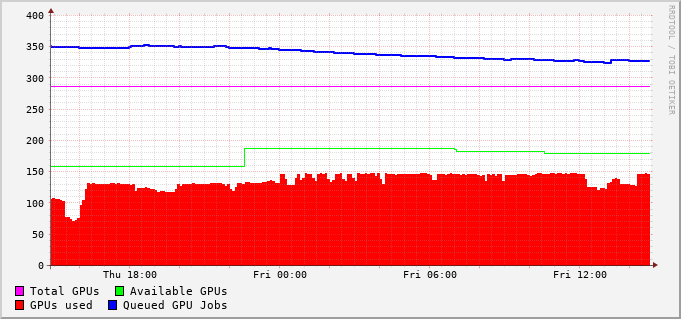 400
350
300
250
200
150
100
50
0
Thu 18:00 Fri 00:00 Fri 06:00 Fri 12:00
Total GPUs Available GPUs
GPUs used Queued GPU Jobs
RRDTOOL / TOBI OETIKER